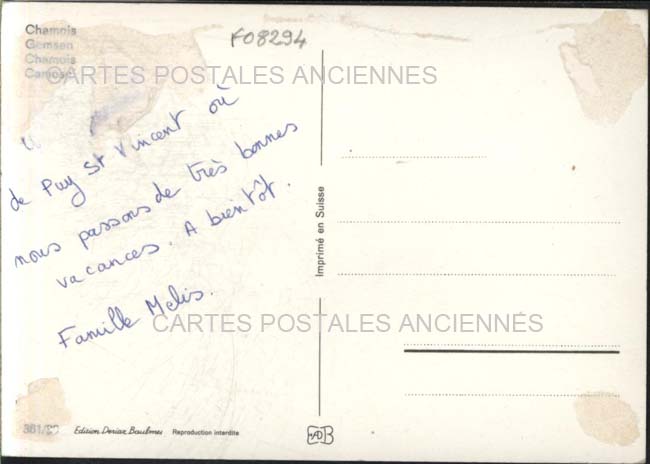 Chamois
Gemsen
Chamois
Camosci
F08294
©CARTES POSTALES ANCIENNES
de Puy St Vincent où
nous passons de très bonnes
vacances. A bientôt.
Famille Melis.
Imprimé en Suisse
CARTES POSTALES ANCIENNES
361/
Edition Deriaz Baulmes Reproduction interdite